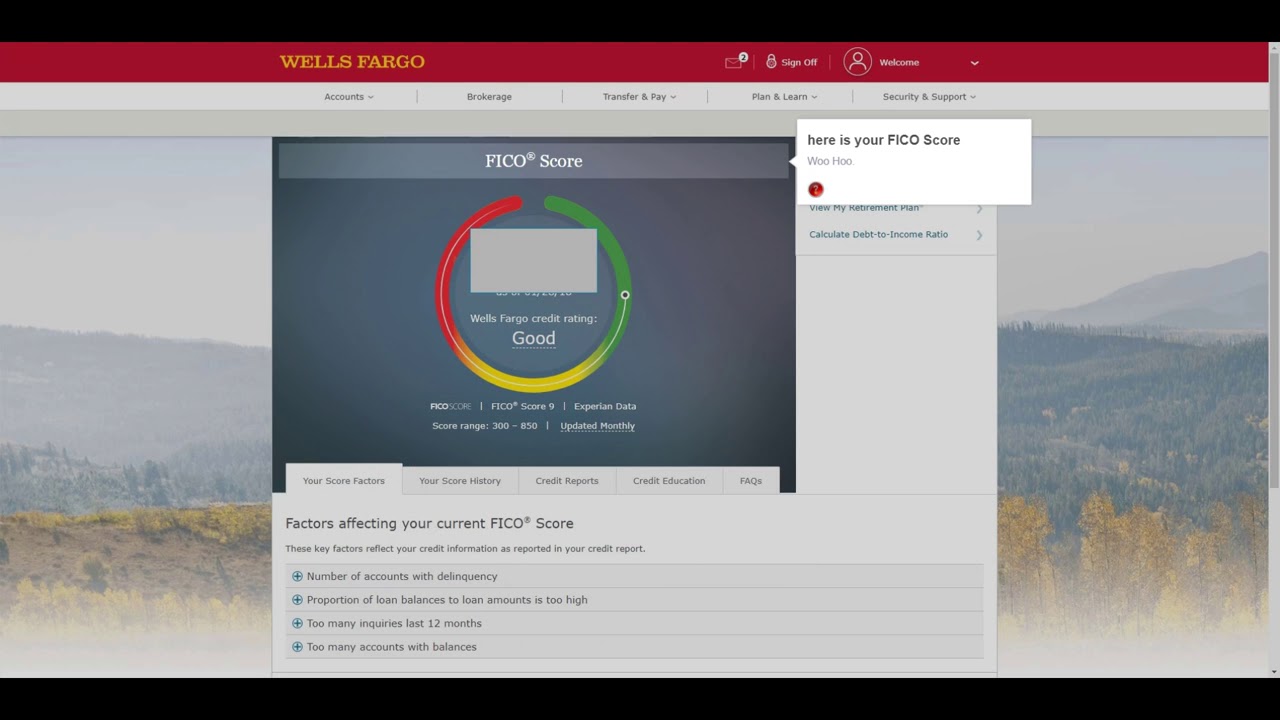 WELLS FARGO
2
Sign Off
Welcome
Accounts
Brokerage
Transfer & Pay
Plan & Learn
Security & Support
FICO® Score
here is your FICO Score
Woo Hoo.
?
View My Retirement Plan®
Calculate Debt-to-Income Ratio
Wells Fargo credit rating:
Good
FICO SCORE | FICO® Score 9 | Experian Data
Score range: 300 – 850 | Updated Monthly
Your Score Factors
Your Score History
Credit Reports
Credit Education
FAQs
Factors affecting your current FICO® Score
These key factors reflect your credit information as reported in your credit report.
Number of accounts with delinquency
Proportion of loan balances to loan amounts is too high
Too many inquiries last 12 months
Too many accounts with balances